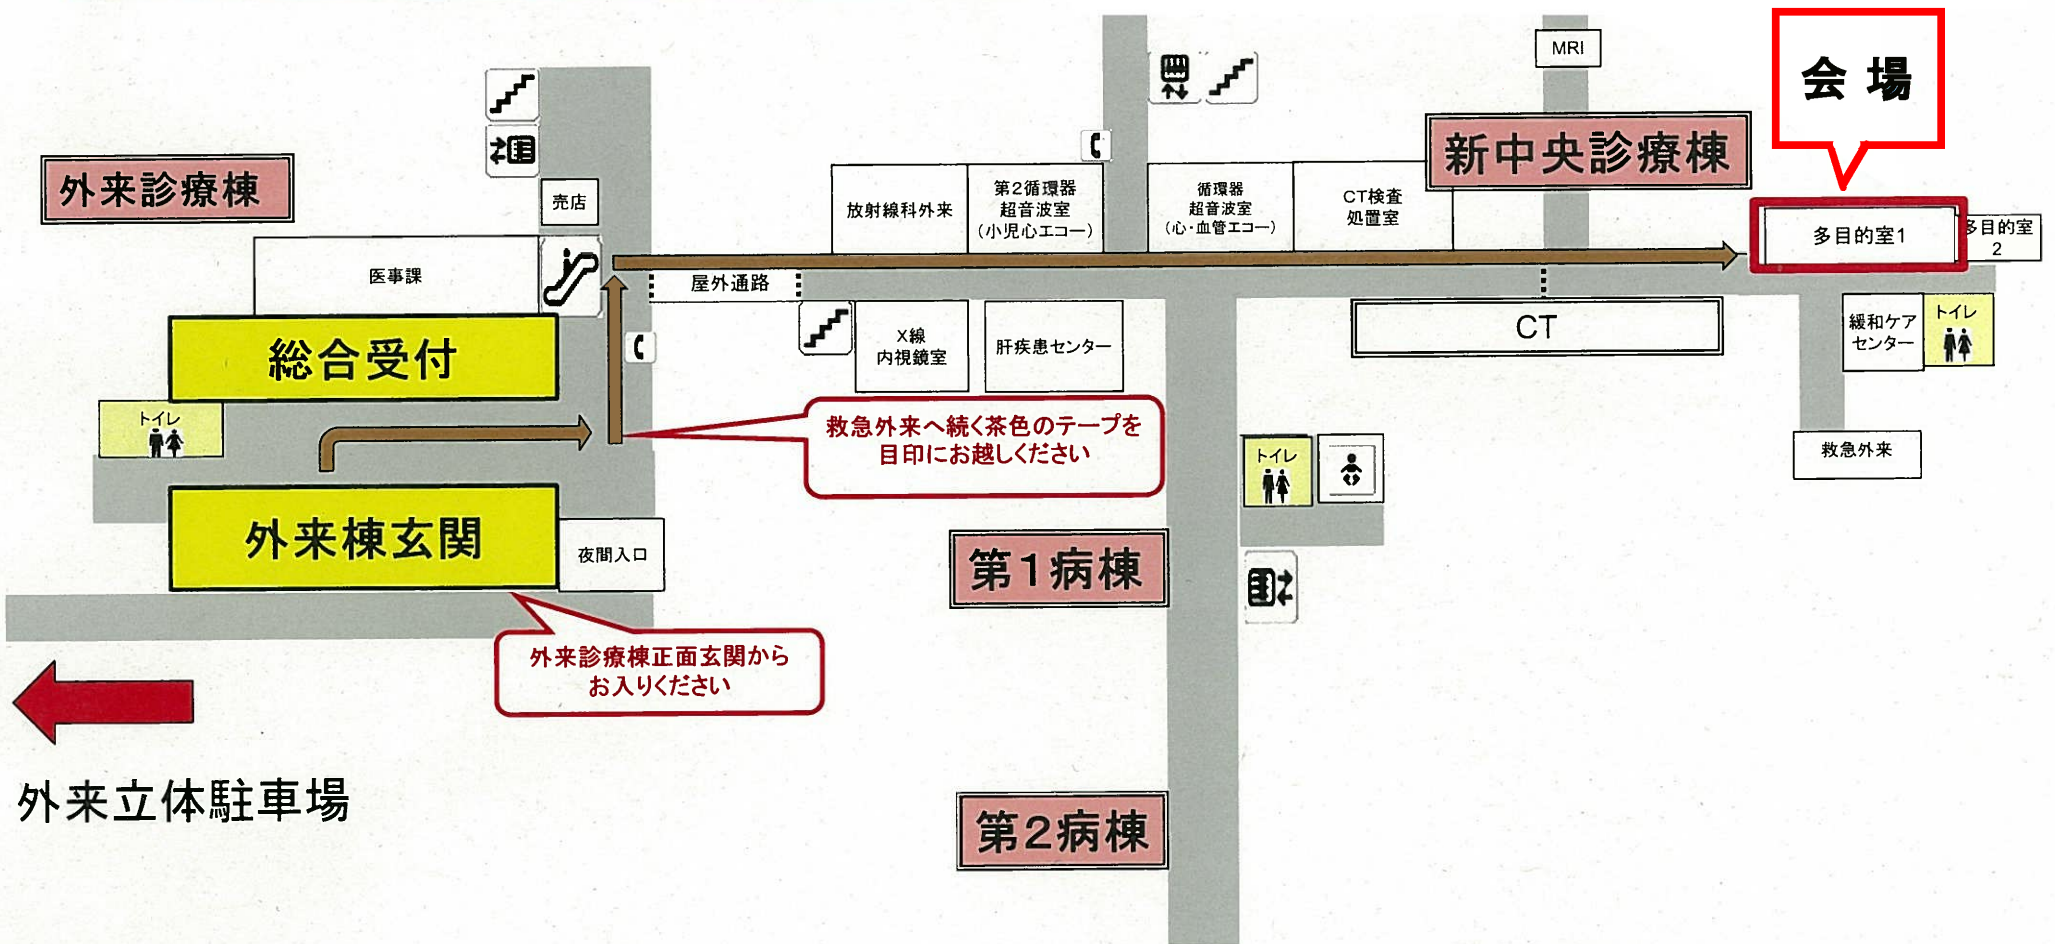 会場
MRI
新中央診療棟
外来診療棟
売店
放射線科外来
第2循環器
超音波室
(小児心エコー)
循環器
超音波室
(心・血管エコー)
CT検査
処置室
多目的室1
多目的室
2
医事課
屋外通路
総合受付
X線
内視鏡室
肝疾患センター
CT
緩和ケア
センター
トイレ
トイレ
救急外来へ続く茶色のテープを
目印にお越しください
トイレ
救急外来
外来棟玄関
夜間入口
第1病棟
外来診療棟正面玄関から
お入りください
外来立体駐車場
第2病棟